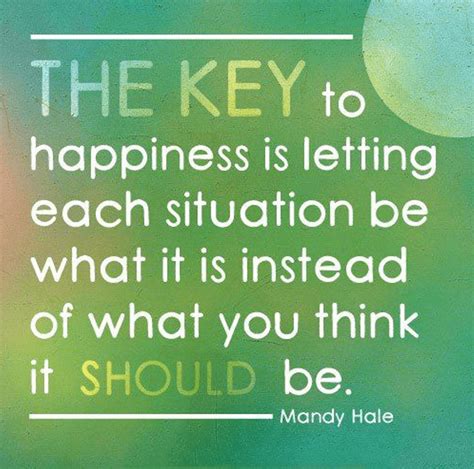 THE KEY to
happiness is letting
each situation be
what it is instead
of what you think
it SHOULD be.
Mandy Hale